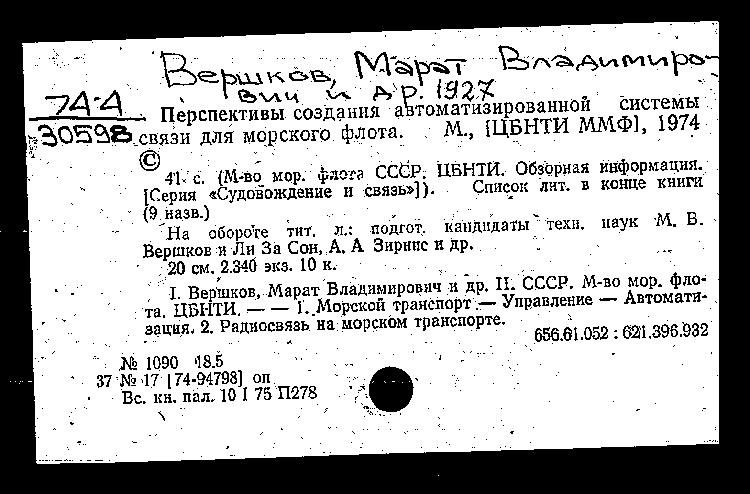 Вершков, Марат Владимиро-
вич и др. 1927
74-4
30598
Перспективы создания автоматизированной системы
связи для морского флота. М., [ЦБНТИ ММФ], 1974
©
41 с. (М-во мор. флота СССР. ЦБНТИ. Обзорная информация.
[Серия «Судовождение и связь»]). Список лит. в конце книги
(9 назв.)
На обороте тит. л.: подгот. кандидаты техн. наук М. В.
Вершков и Ли За Сон, А. А Зирнис и др.
20 см. 2.340 экз. 10 к.
I. Вершков, Марат Владимирович и др. II. СССР. М-во мор. фло-
та. ЦБНТИ. — — 1. Морской транспорт — Управление — Автомати-
зация. 2. Радиосвязь на морском транспорте.
656.61.052 : 621.396.932
№ 1090 18.5
37 № 17 [74-94798] оп
Вс. кн. пал. 10 I 75 П278